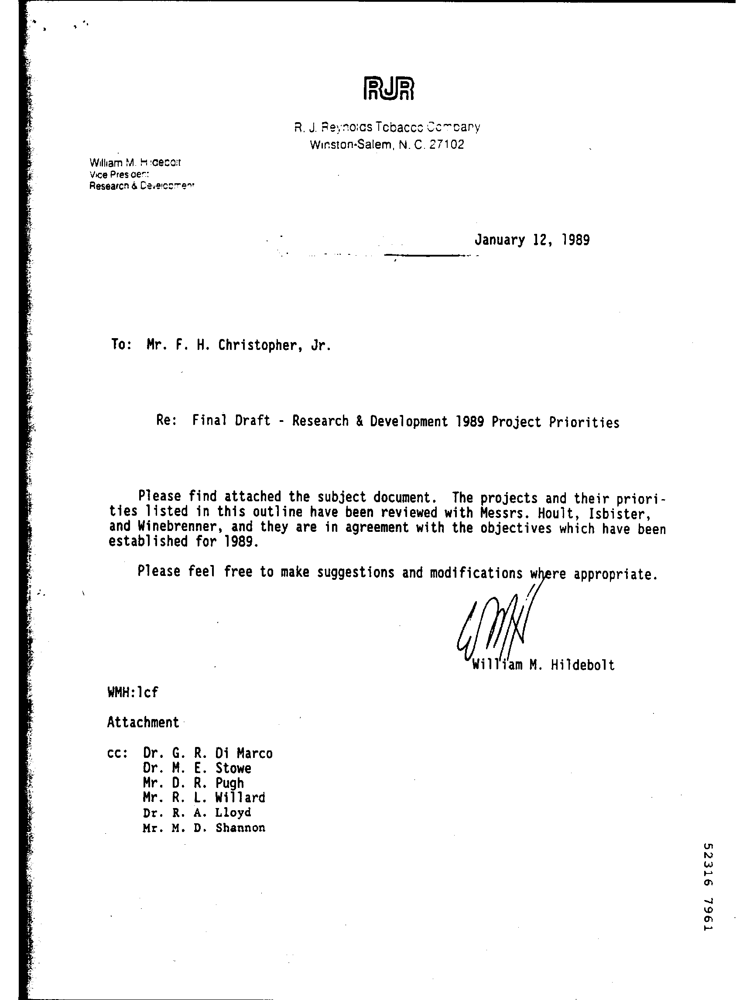 RJR
R. J. Reynolds Tobacco Company
Winston-Salem, N. C. 27102
William M. Hildebolt
Vice President
Research & Development
January 12, 1989
To: Mr. F. H. Christopher, Jr.
Re: Final Draft - Research & Development 1989 Project Priorities
Please find attached the subject document. The projects and their priori-
ties listed in this outline have been reviewed with Messrs. Hoult, Isbister,
and Winebrenner, and they are in agreement with the objectives which have been
established for 1989.
Please feel free to make suggestions and modifications where appropriate.
William M. Hildebolt
WMH:lcf
Attachment
cc: Dr. G. R. Di Marco
Dr. M. E. Stowe
Mr. D. R. Pugh
Mr. R. L. Willard
Dr. R. A. Lloyd
Mr. M. D. Shannon
52316 7961